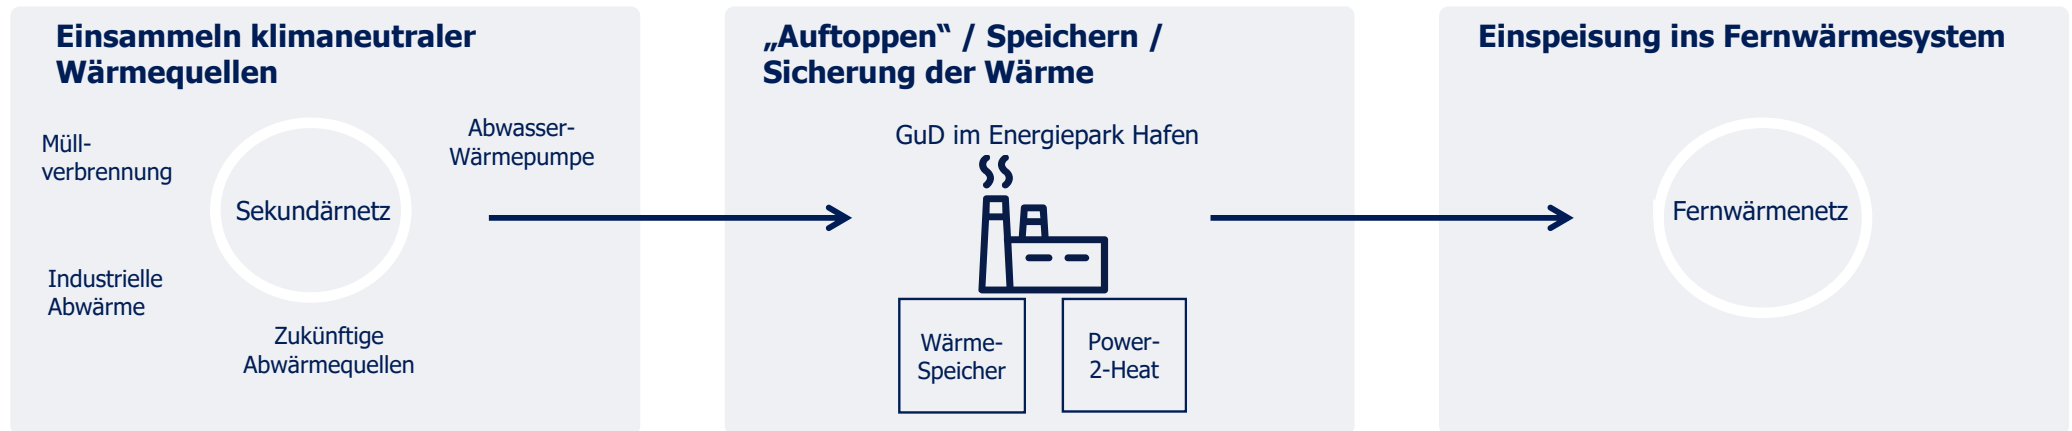 Einsammeln klimaneutraler
Wärmequellen
Müll-
verbrennung
Abwasser-
Wärmepumpe
Sekundärnetz
Industrielle
Abwärme
Zukünftige
Abwärmequellen
„Auftoppen“ / Speichern /
Sicherung der Wärme
GuD im Energiepark Hafen
Wärme-
Speicher
Power-
2-Heat
Einspeisung ins Fernwärmesystem
Fernwärmenetz